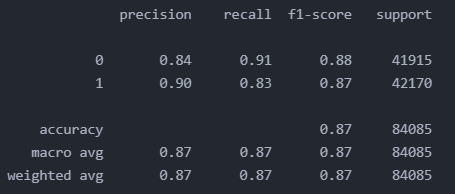 precision recall f1-score support
0 0.84 0.91 0.88 41915
1 0.90 0.83 0.87 42170
accuracy 0.87 84085
macro avg 0.87 0.87 0.87 84085
weighted avg 0.87 0.87 0.87 84085